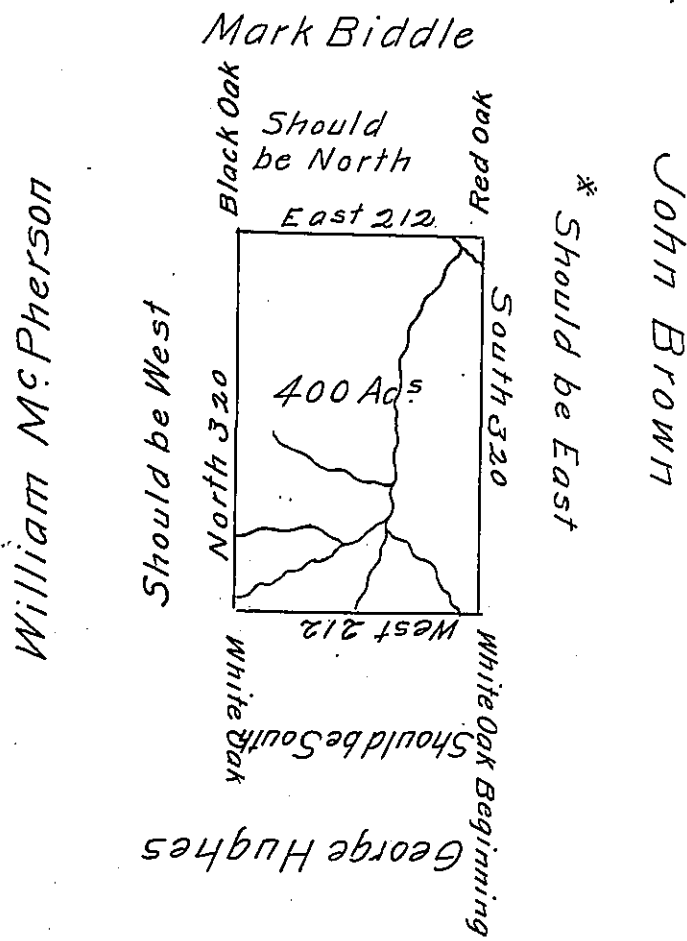 Mark Biddle
Black Oak
Should
be North
Red Oak
John Brown
* Should be East
East 212
South 320
400 Acs.
William McPherson
Should be West
North 320
West 212
White Oak
White Oak Beginning
Should be South
George Hughes